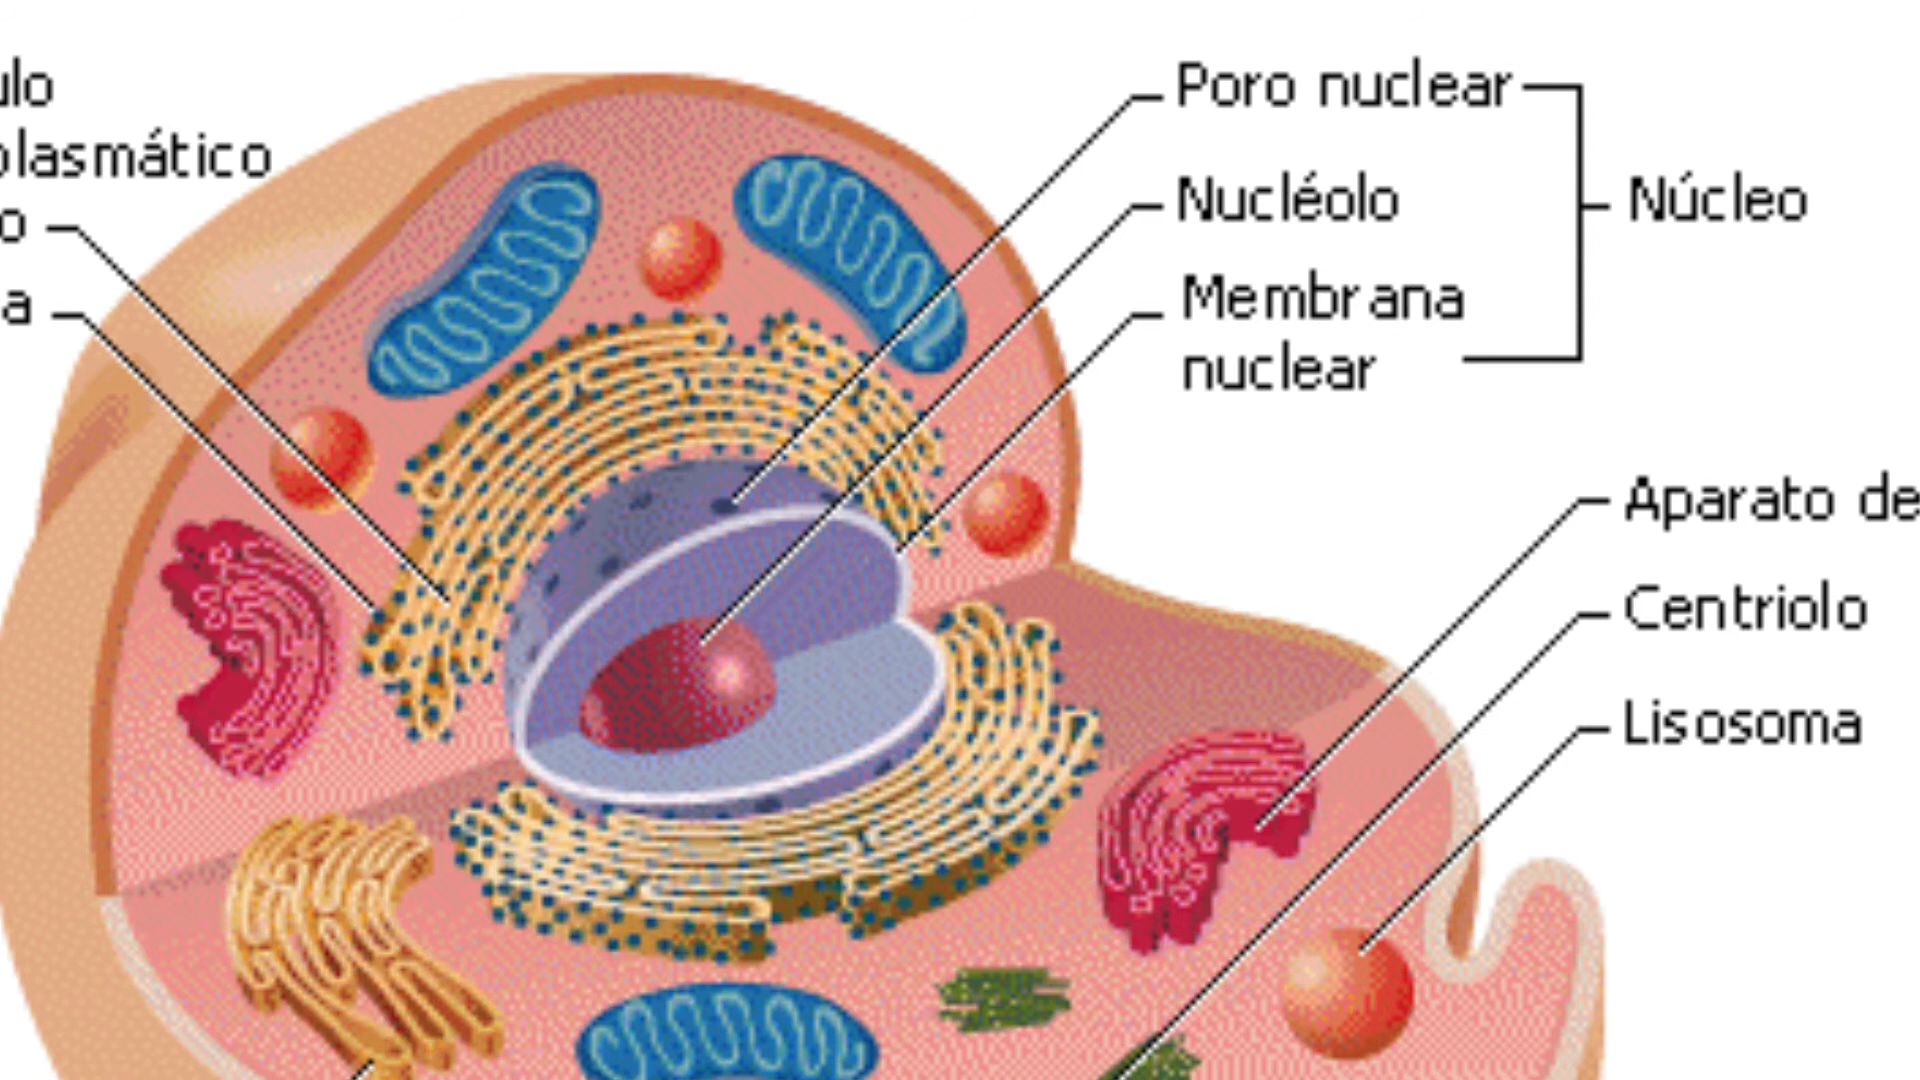 ulo
plasmático
o
a
Poro nuclear
Nucléolo
Membrana
nuclear
Núcleo
Aparato de
Centriolo
Lisosoma